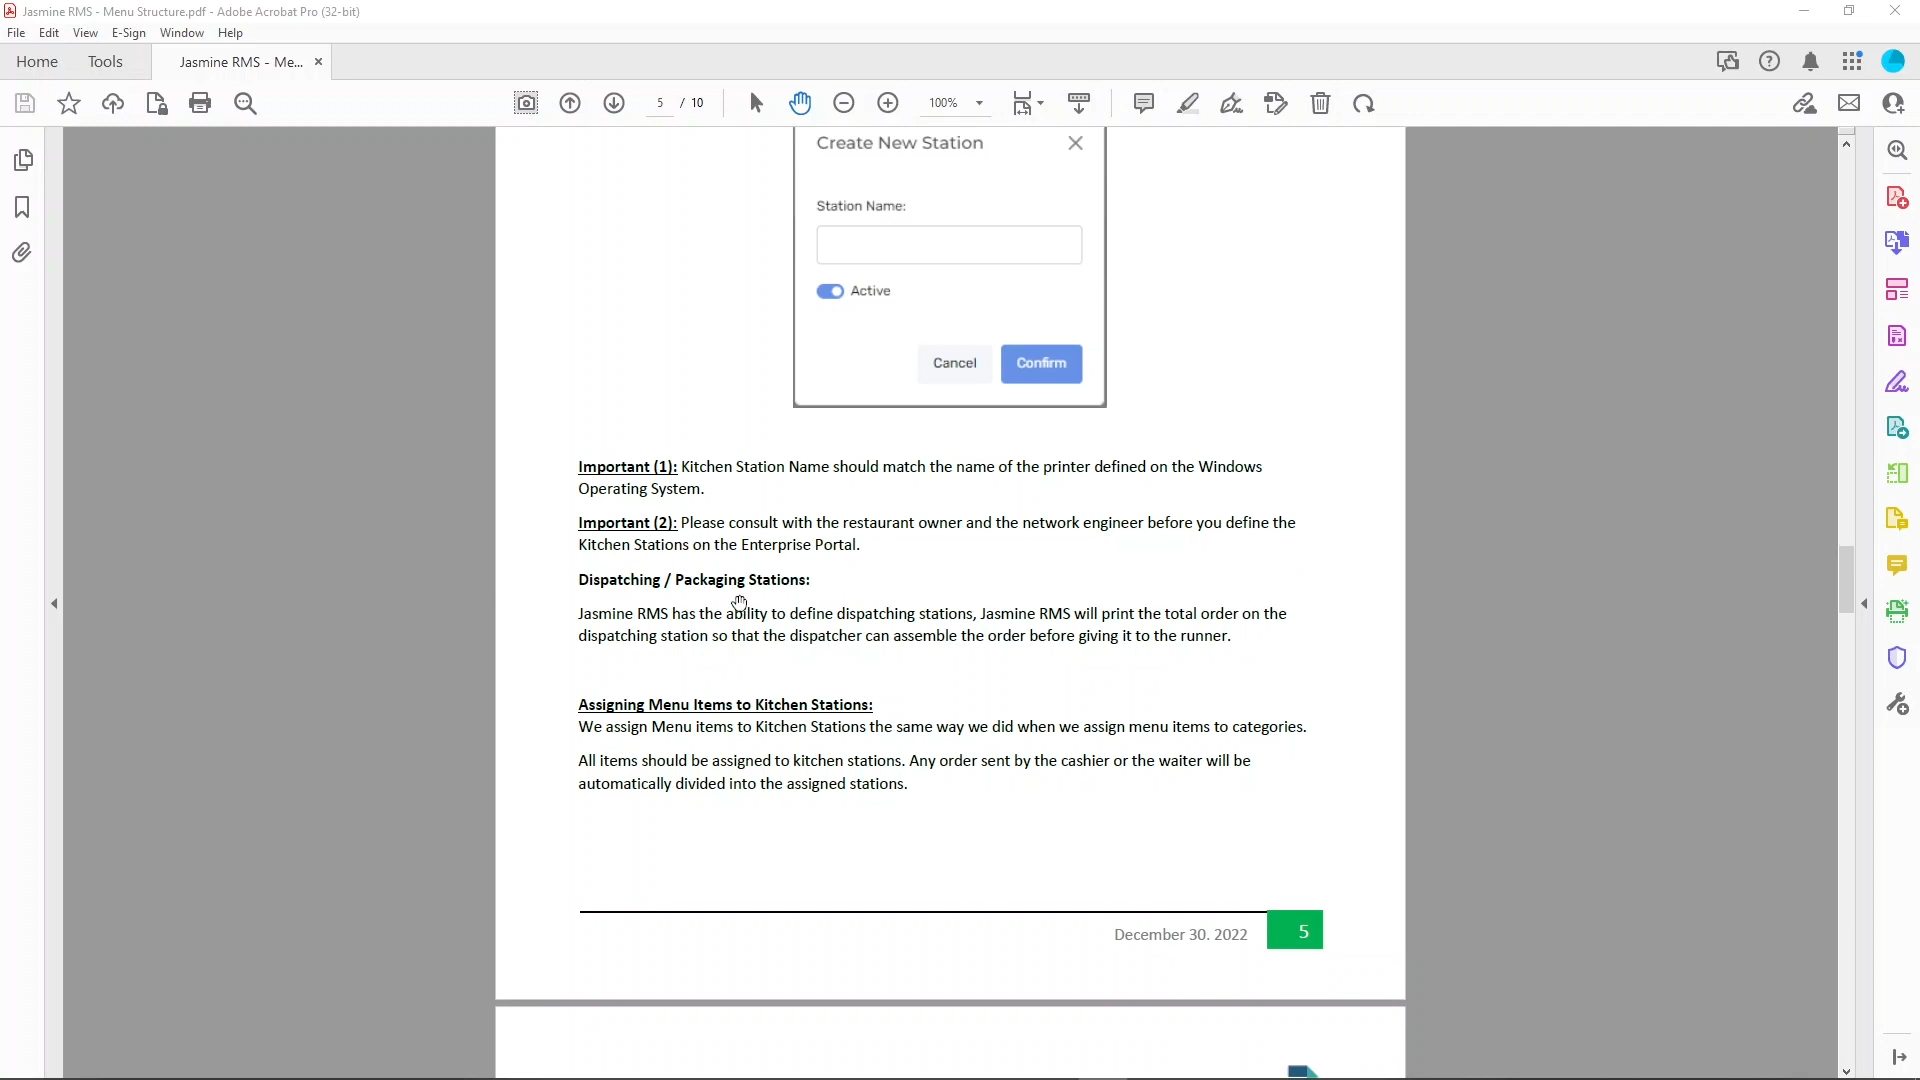 Jasmine RMS - Menu Structure.pdf - Adobe Acrobat Pro (32-bit)
File Edit View E-Sign Window Help
Home Tools Jasmine RMS - Me...
5 / 10 100%
Create New Station
Station Name:
Active
Cancel Confirm
Important (1): Kitchen Station Name should match the name of the printer defined on the Windows
Operating System.
Important (2): Please consult with the restaurant owner and the network engineer before you define the
Kitchen Stations on the Enterprise Portal.
Dispatching / Packaging Stations:
Jasmine RMS has the ability to define dispatching stations, Jasmine RMS will print the total order on the
dispatching station so that the dispatcher can assemble the order before giving it to the runner.
Assigning Menu Items to Kitchen Stations:
We assign Menu items to Kitchen Stations the same way we did when we assign menu items to categories.
All items should be assigned to kitchen stations. Any order sent by the cashier or the waiter will be
automatically divided into the assigned stations.
December 30. 2022 5